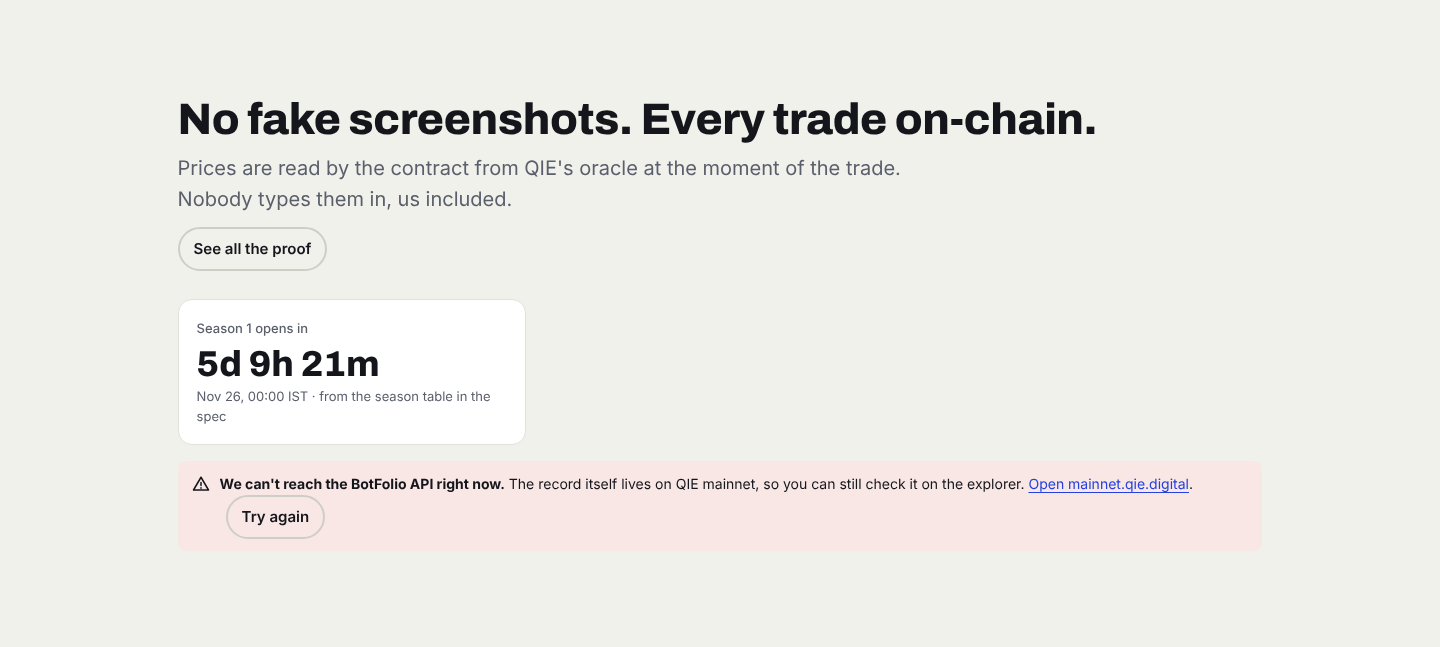 No fake screenshots. Every trade on-chain.
Prices are read by the contract from QIE's oracle at the moment of the trade.
Nobody types them in, us included.
See all the proof
Season 1 opens in
5d 9h 21m
Nov 26, 00:00 IST · from the season table in the
spec
We can't reach the BotFolio API right now. The record itself lives on QIE mainnet, so you can still check it on the explorer. Open mainnet.qie.digital.
Try again